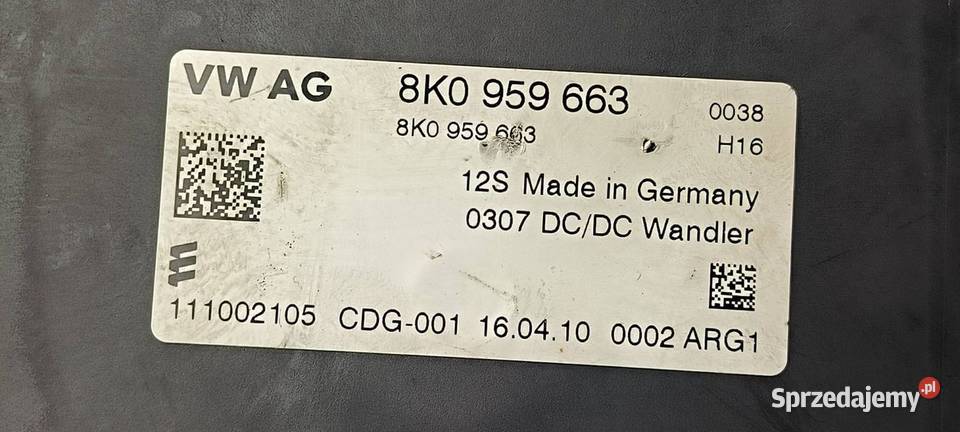 VW AG 8K0 959 663 0038
8K0 959 663 H16
12S Made in Germany
0307 DC/DC Wandler
111002105 CDG-001 16.04.10 0002 ARG1
Sprzedajemy.pl